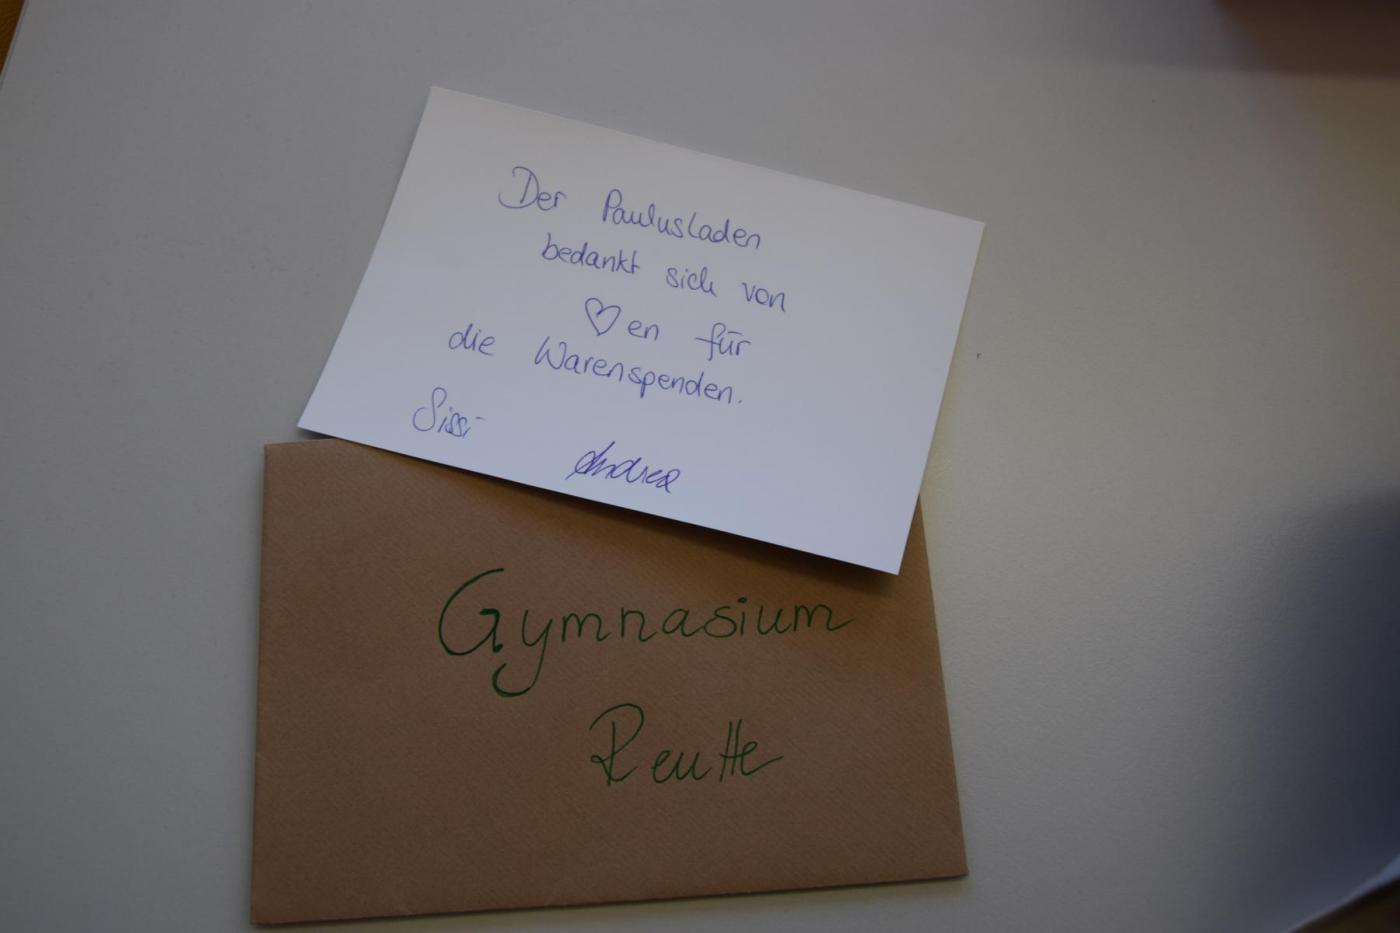 Der Paulusladen
bedankt sich von
♡en für
die Warenspenden.
Sissi
Andrea
Gymnasium
Reutte